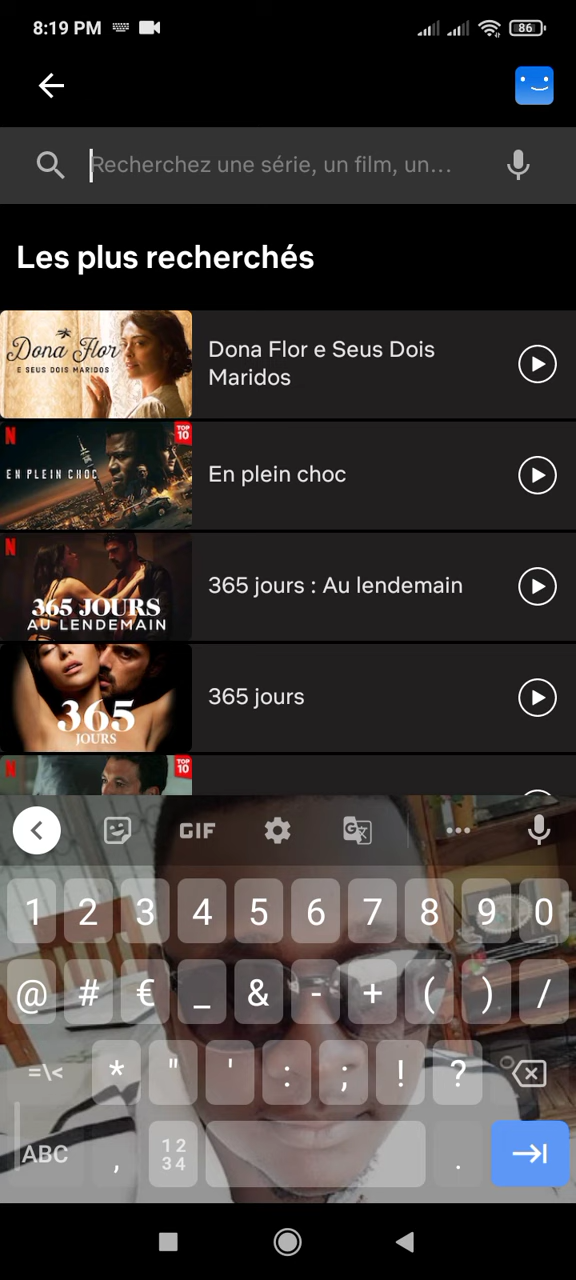 8:19 PM
86
Recherchez une série, un film, un...
Les plus recherchés
Dona Flor
E SEUS DOIS MARIDOS
Dona Flor e Seus Dois
Maridos
N
TOP
10
EN PLEIN CHOC
En plein choc
N
365 JOURS
AU LENDEMAIN
365 jours : Au lendemain
365
JOURS
365 jours
N
TOP
10
GIF
G
1 2 3 4 5 6 7 8 9 0
@ # € _ & - + ( ) /
=\< * " ' : ; ! ?
ABC , 12 .
34